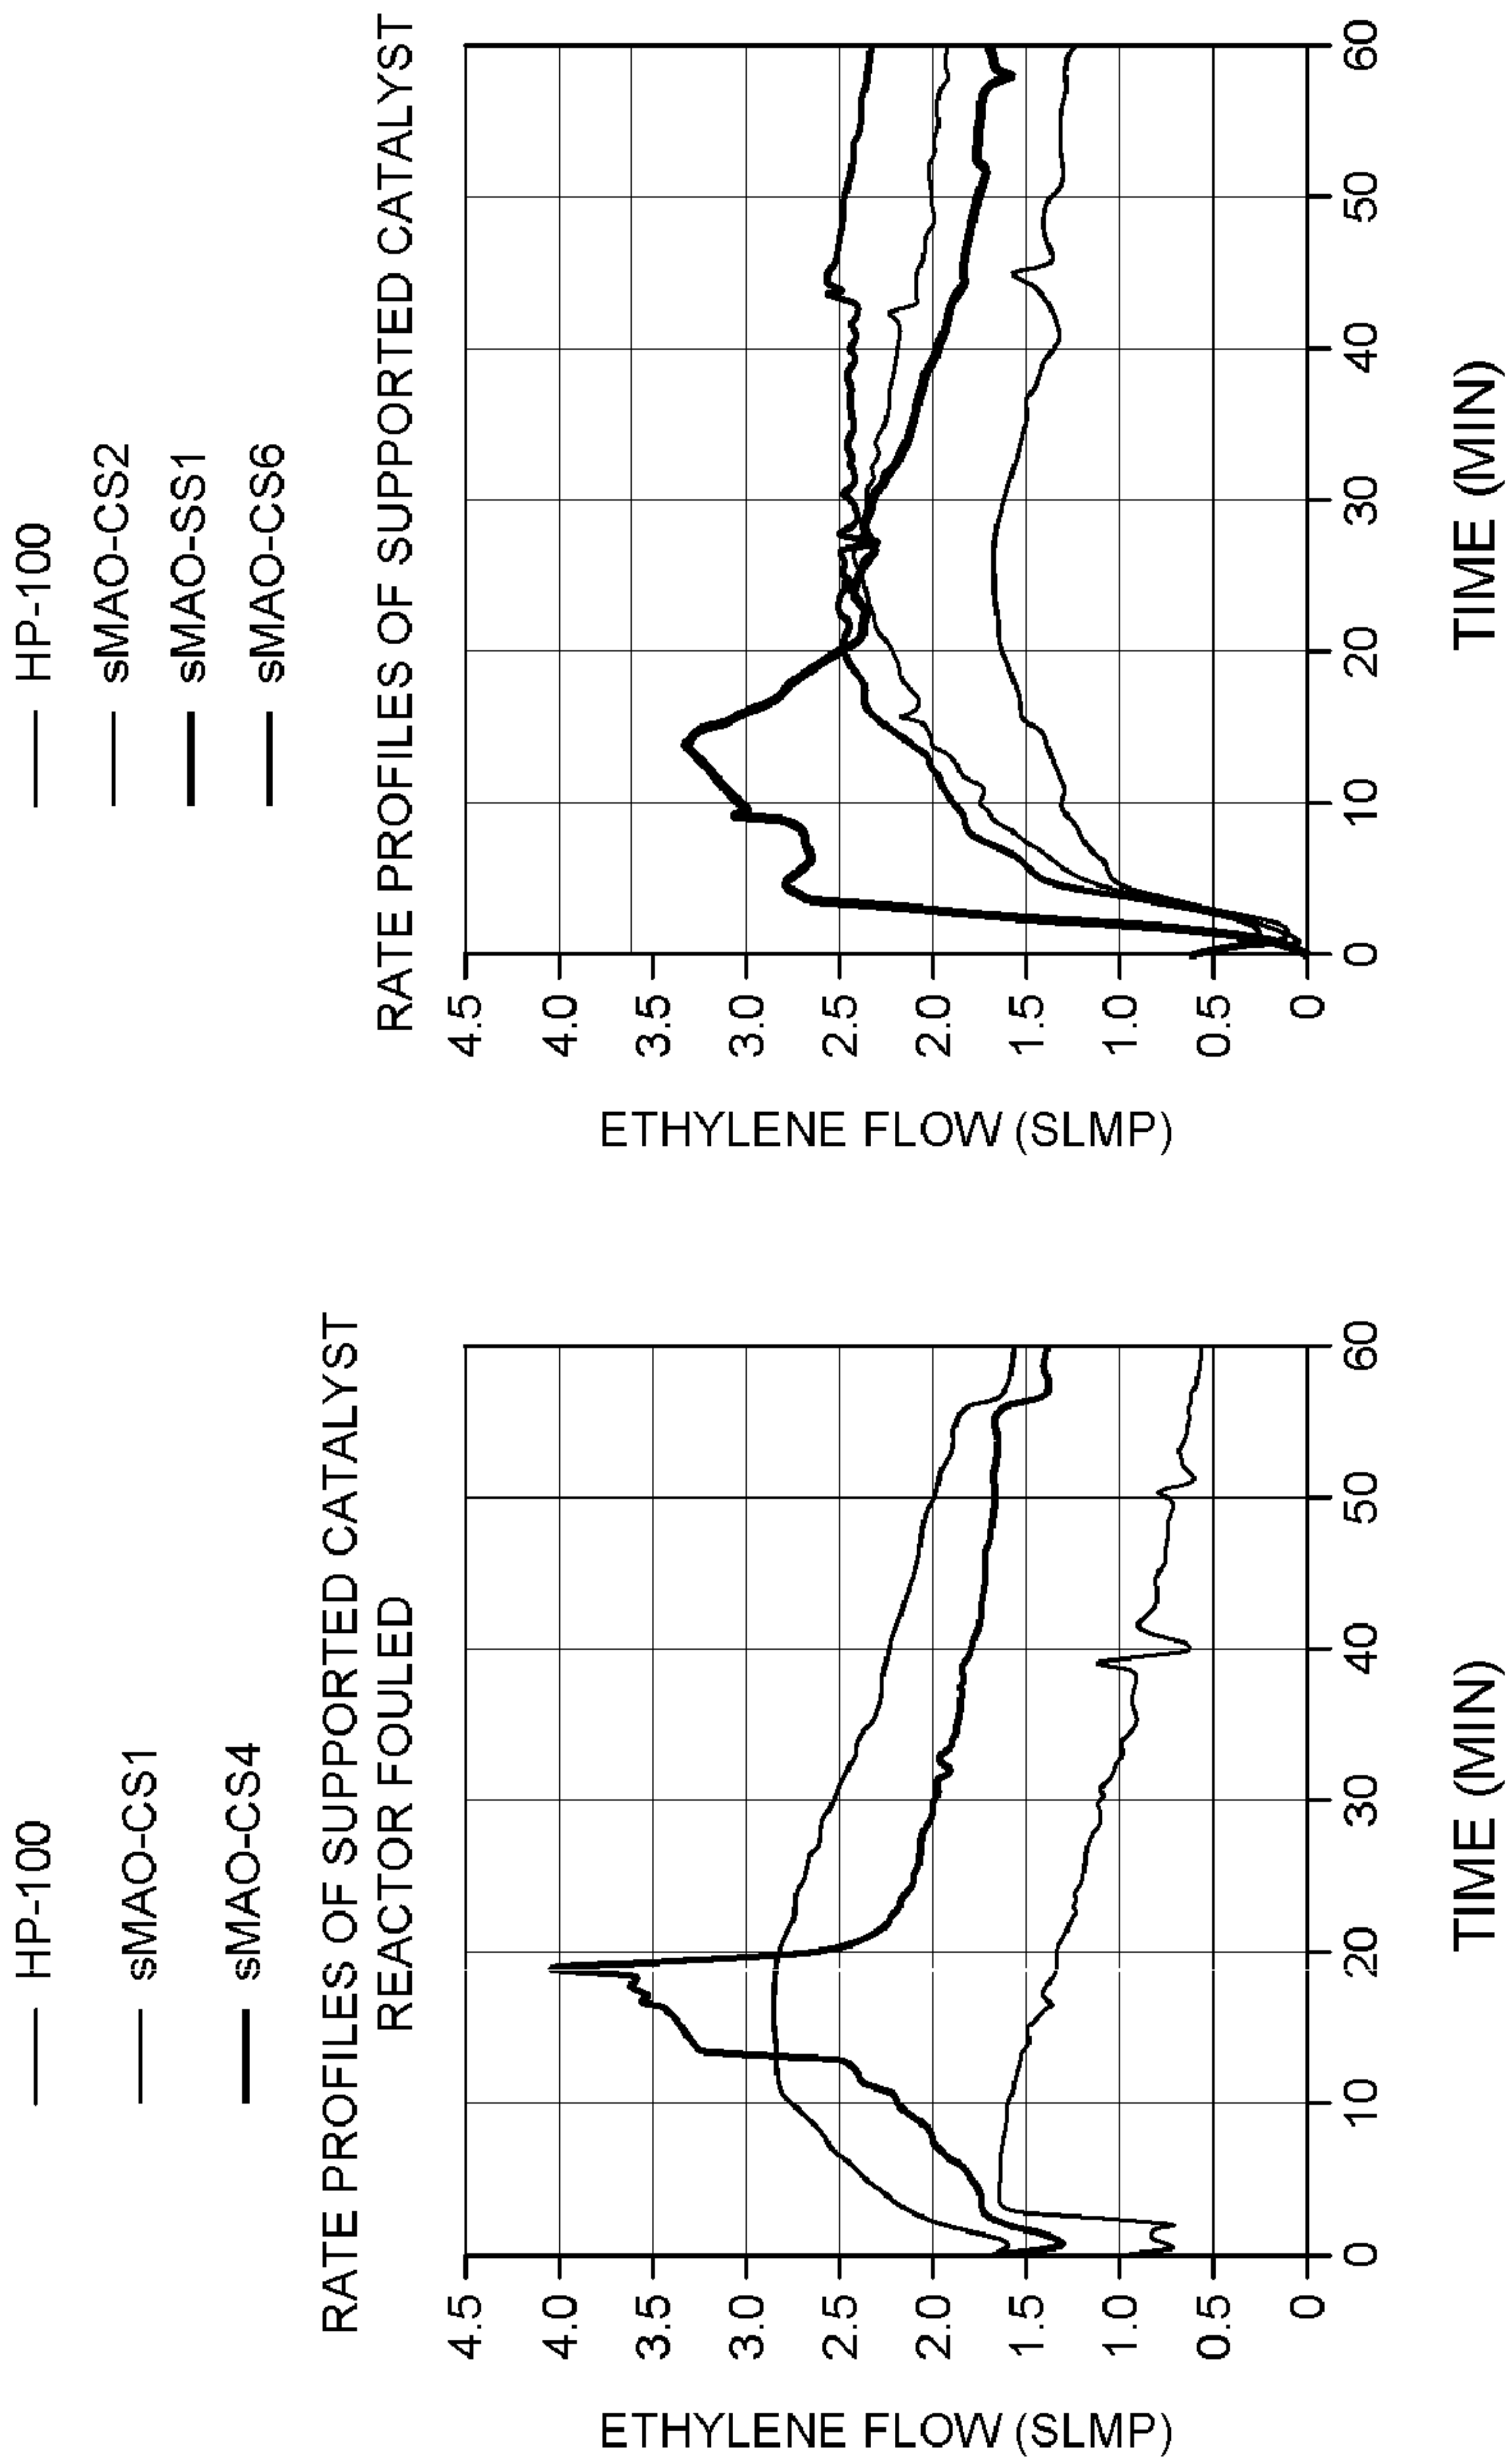 HP-100
sMAO-CS1
sMAO-CS4
RATE PROFILES OF SUPPORTED CATALYST
REACTOR FOULED
ETHYLENE FLOW (SLMP)
4.5
4.0
3.5
3.0
2.5
2.0
1.5
1.0
0.5
0
0 10 20 30 40 50 60
TIME (MIN)
HP-100
sMAO-CS2
sMAO-SS1
sMAO-CS6
RATE PROFILES OF SUPPORTED CATALYST
ETHYLENE FLOW (SLMP)
4.5
4.0
3.5
3.0
2.5
2.0
1.5
1.0
0.5
0
0 10 20 30 40 50 60
TIME (MIN)